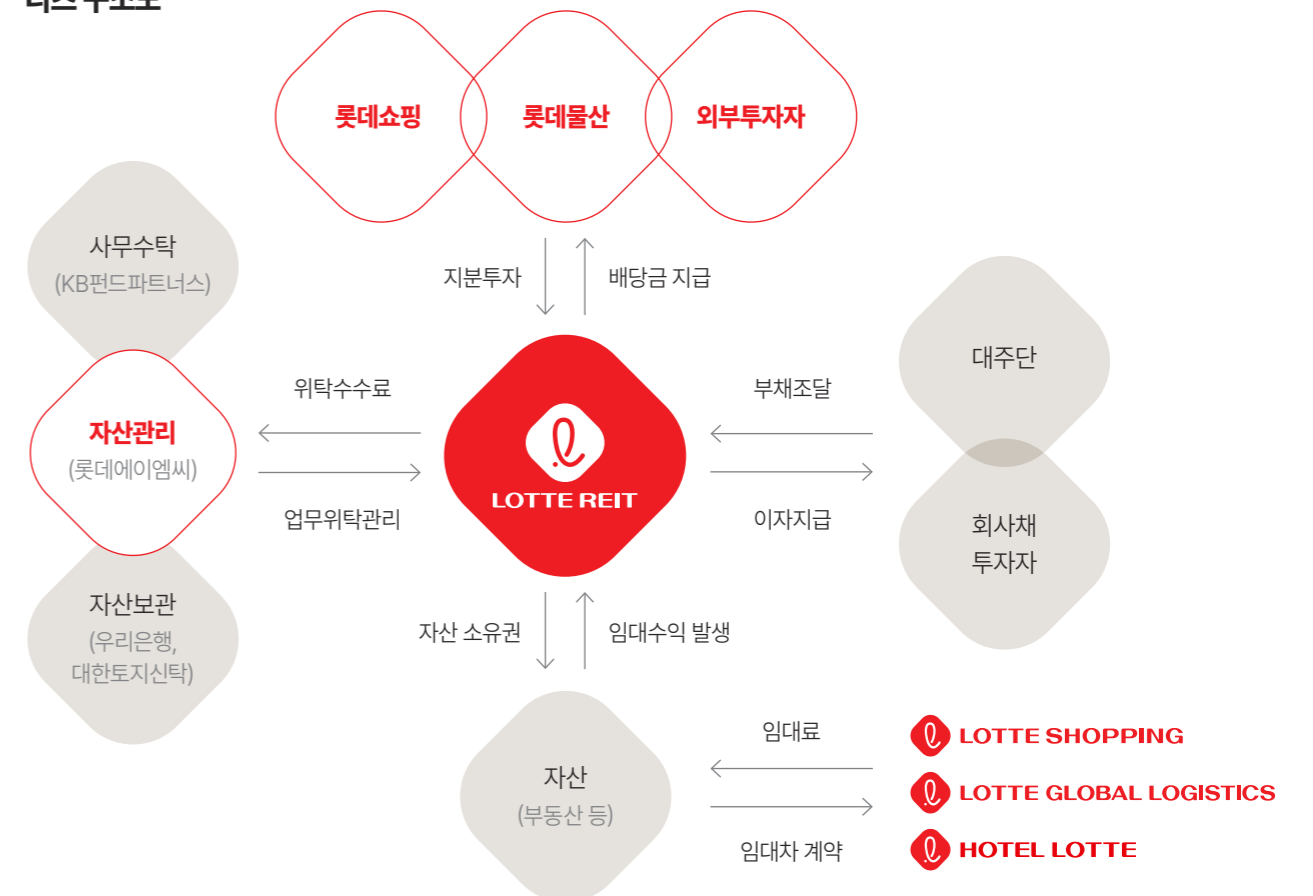 롯데쇼핑
롯데물산
외부투자자
사무수탁
(KB펀드파트너스)
지분투자
배당금 지급
대주단
위탁수수료
부채조달
자산관리
(롯데에이엠씨)
LOTTE REIT
업무위탁관리
이자지급
회사채
투자자
자산보관
(우리은행,
대한토지신탁)
자산 소유권
임대수익 발생
임대료
LOTTE SHOPPING
자산
(부동산 등)
LOTTE GLOBAL LOGISTICS
임대차 계약
HOTEL LOTTE